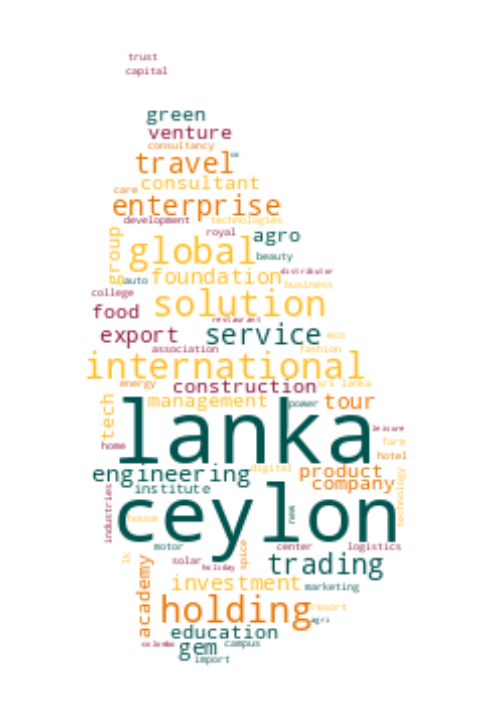 trust
capital
green
venture
consultancy
travel
consultant
care
enterprise
development technologies
royal
agro
group
global
beauty
distributor
auto
foundation
business
college
solution
food
restaurant
export
service
eco
association
fashion
international
energy
construction
sri lanka
tech
management
power
tour
lanka
leisure
home
farm
hotel
engineering
digital
product
company
technology
institute
industries
ceylon
house
new
motor
center
logistics
lk
solar
holiday
spice
trading
academy
investment
marketing
holding
resort
agri
education
colombo
gem
campus
import